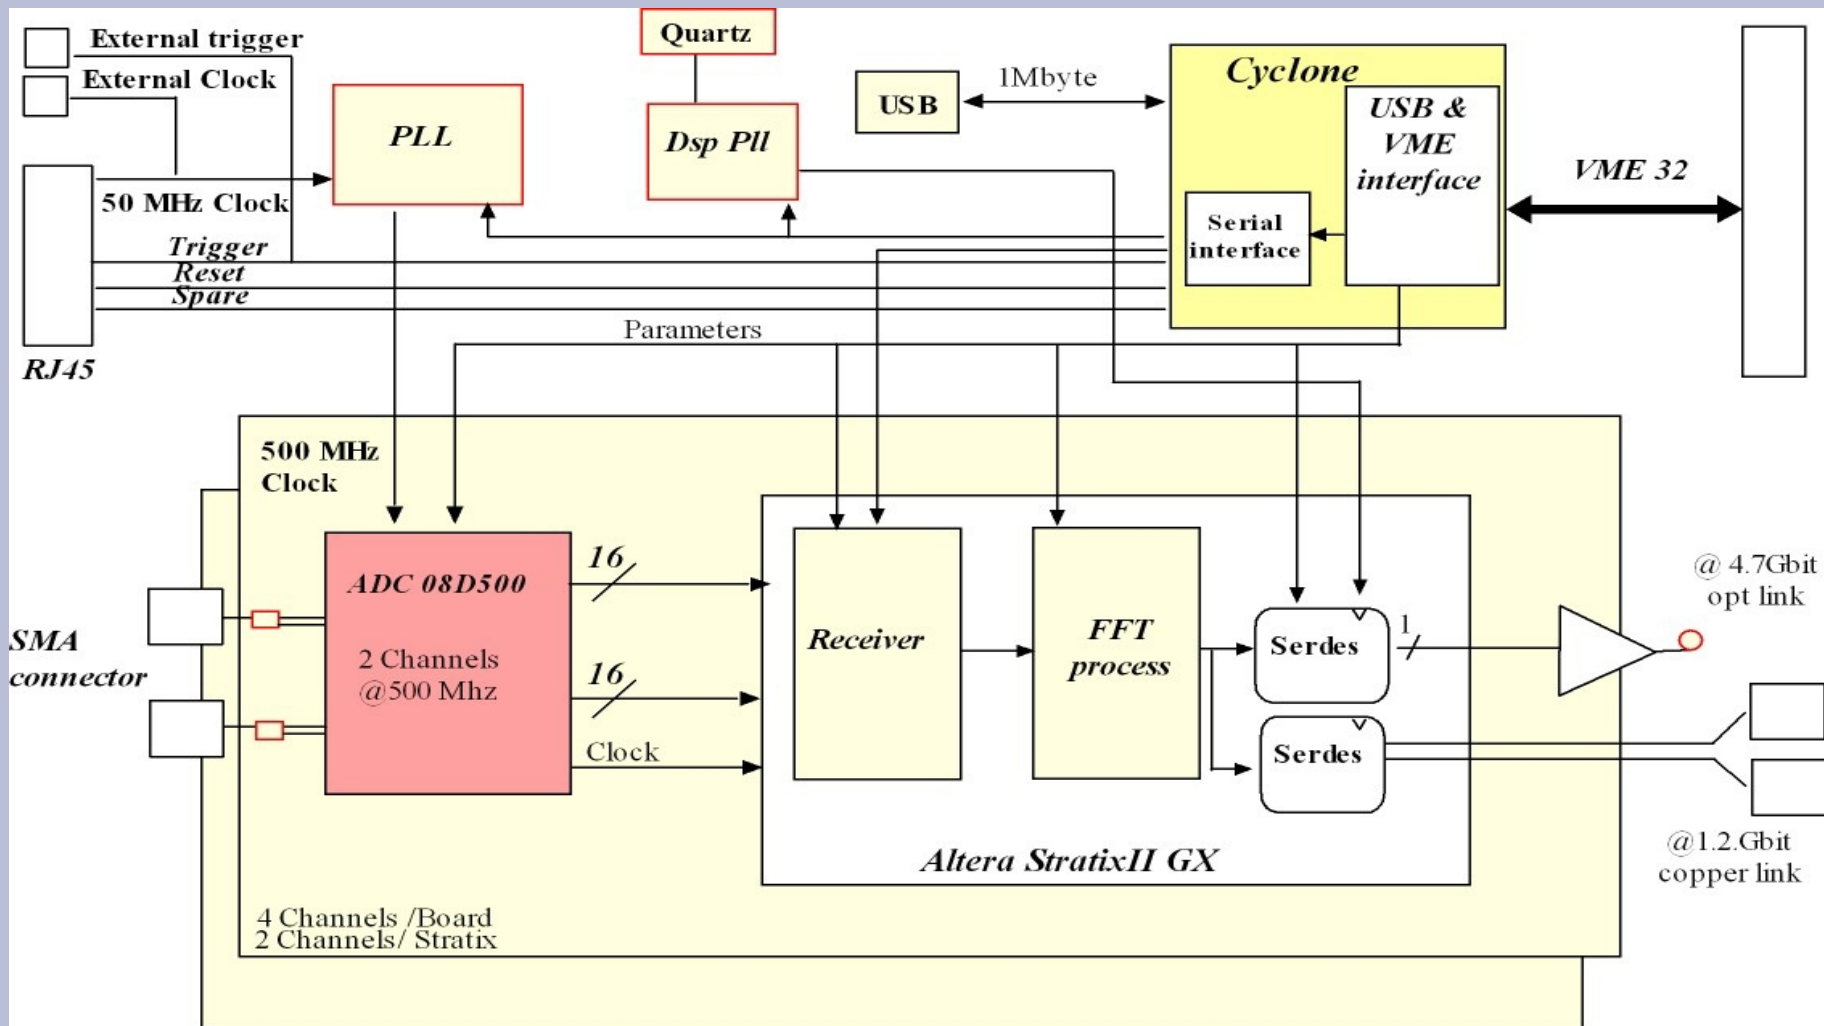 External trigger
External Clock
Quartz
PLL
Dsp Pll
USB
1Mbyte
Cyclone
USB &
VME
interface
Serial
interface
VME 32
50 MHz Clock
Trigger
Reset
Spare
RJ45
Parameters
500 MHz
Clock
ADC 08D500
2 Channels
@500 Mhz
16
16
Clock
SMA
connector
Receiver
FFT
process
Serdes
Serdes
1
@ 4.7Gbit
opt link
@1.2.Gbit
copper link
Altera StratixII GX
4 Channels /Board
2 Channels/ Stratix